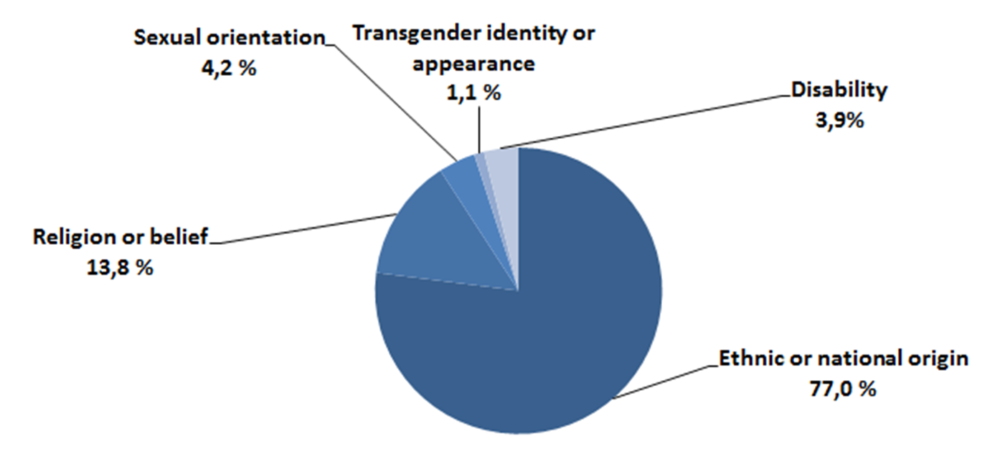 Sexual orientation
4,2 %
Transgender identity or
appearance
1,1 %
Disability
3,9%
Religion or belief
13,8 %
Ethnic or national origin
77,0 %